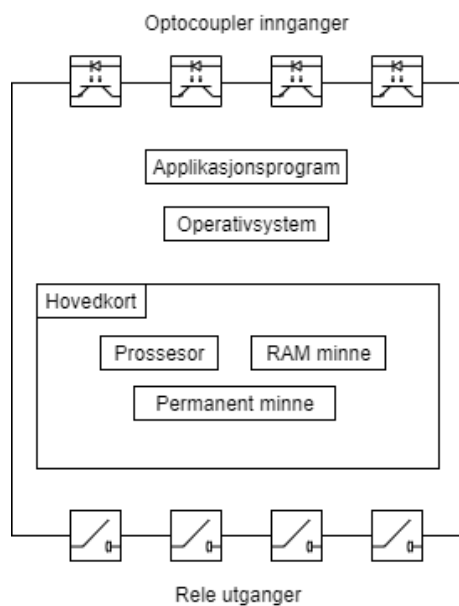 Optocoupler innganger
Applikasjonsprogram
Operativsystem
Hovedkort
Prossesor
RAM minne
Permanent minne
Rele utganger